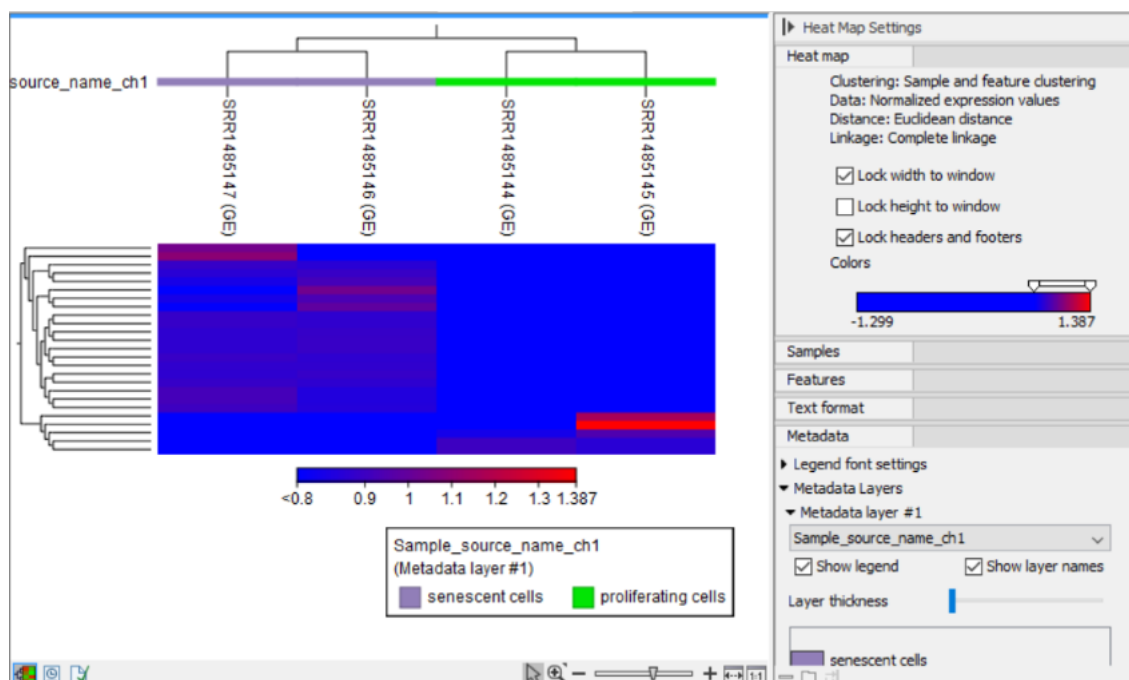 source_name_ch1
SRR1485147 (GE)
SRR1485146 (GE)
SRR1485144 (GE)
SRR1485145 (GE)
<0.8 0.9 1 1.1 1.2 1.3 1.387
Sample_source_name_ch1
(Metadata layer #1)
senescent cells proliferating cells
1:1
Heat Map Settings
Heat map
Clustering: Sample and feature clustering
Data: Normalized expression values
Distance: Euclidean distance
Linkage: Complete linkage
Lock width to window
Lock height to window
Lock headers and footers
Colors
-1.299 1.387
Samples
Features
Text format
Metadata
Legend font settings
Metadata Layers
Metadata layer #1
Sample_source_name_ch1
Show legend Show layer names
Layer thickness
senescent cells